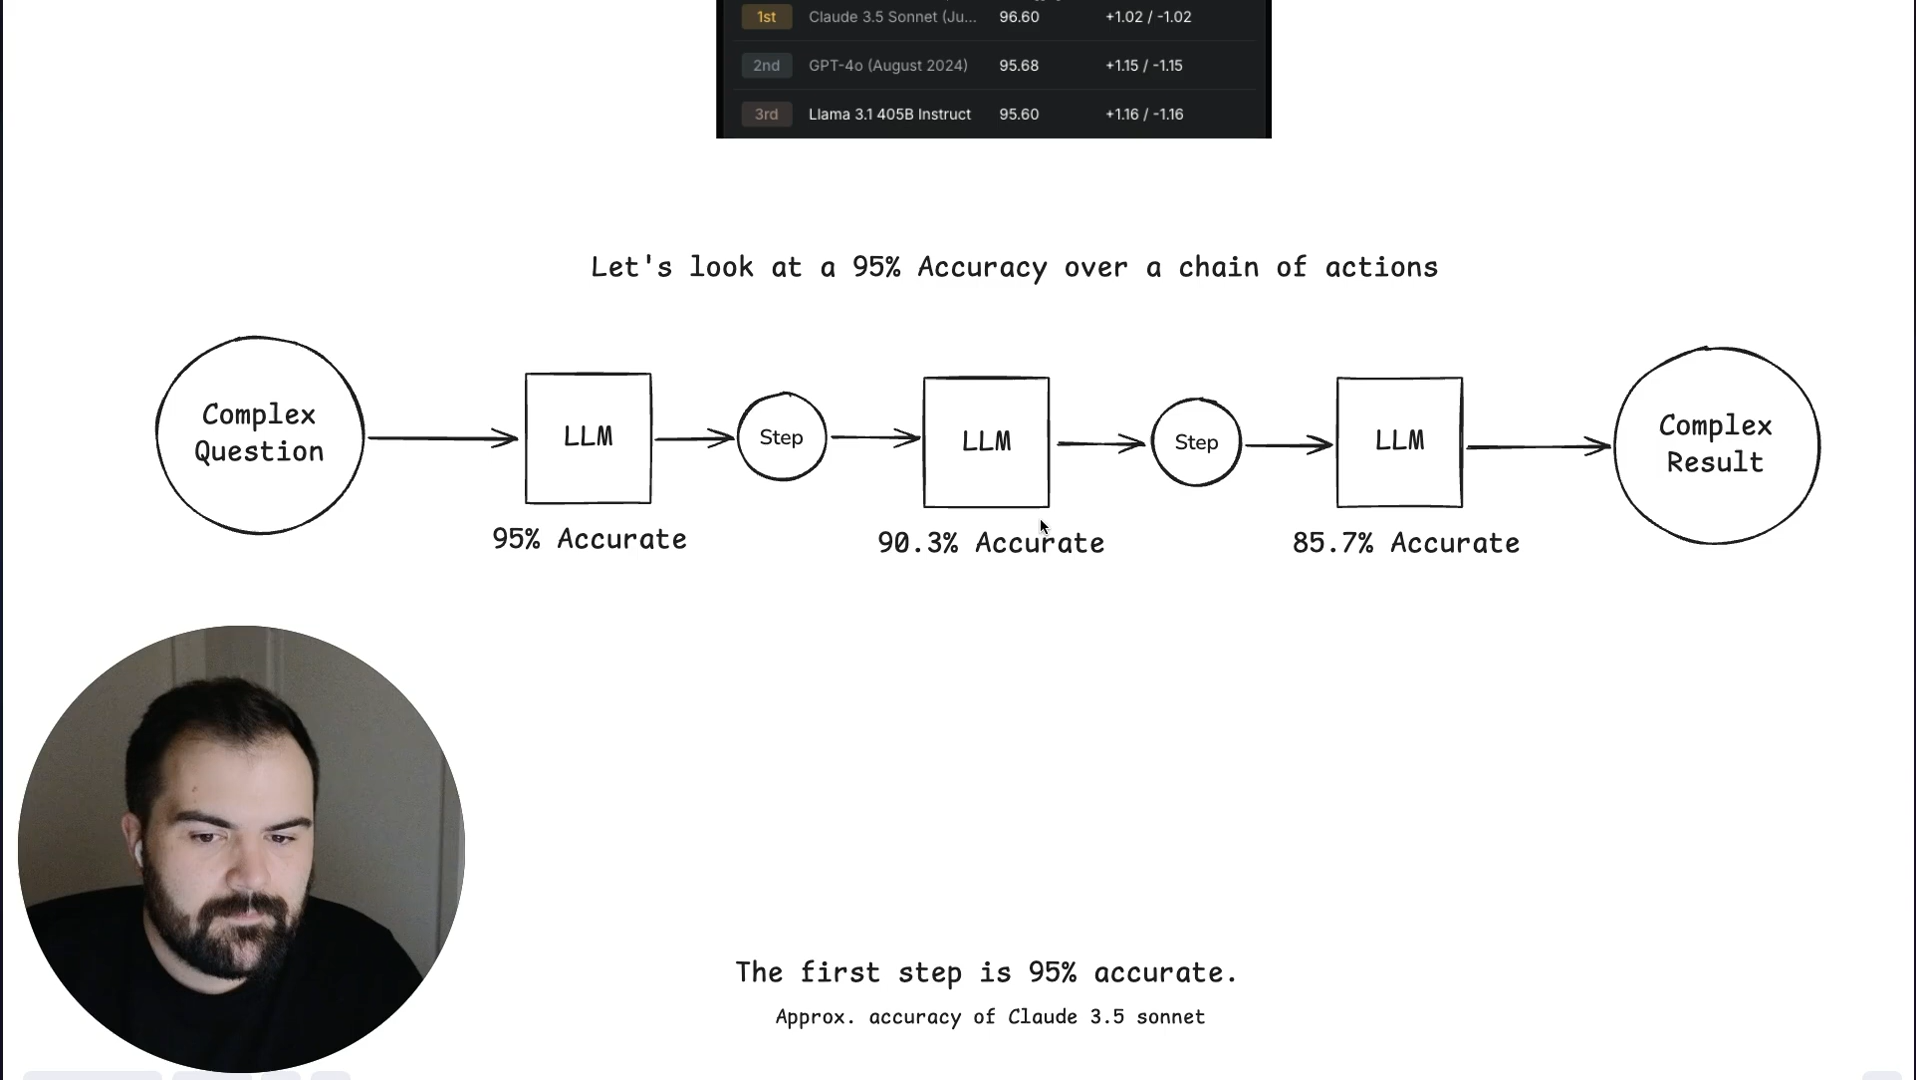 1st Claude 3.5 Sonnet (Ju... 96.60 +1.02 / -1.02
2nd GPT-4o (August 2024) 95.68 +1.15 / -1.15
3rd Llama 3.1 405B Instruct 95.60 +1.16 / -1.16
Let's look at a 95% Accuracy over a chain of actions
Complex
Question
LLM
Step
LLM
Step
LLM
Complex
Result
95% Accurate
90.3% Accurate
85.7% Accurate
The first step is 95% accurate.
Approx. accuracy of Claude 3.5 sonnet